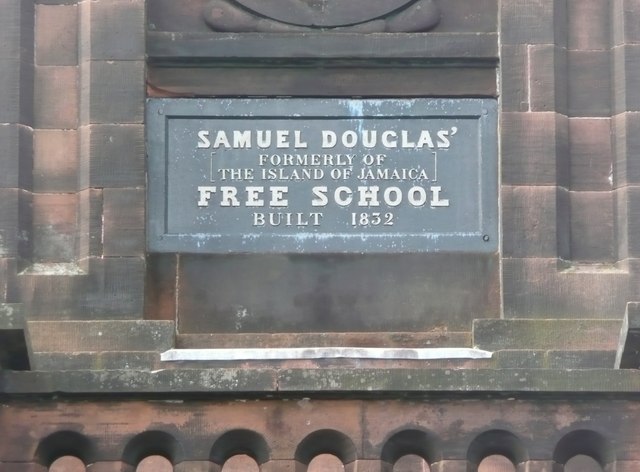 SAMUEL DOUGLAS'
[FORMERLY OF
THE ISLAND OF JAMAICA]
FREE SCHOOL
BUILT 1832